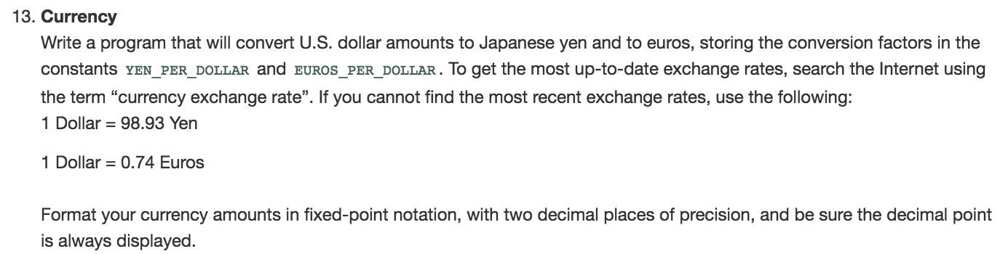 13. Currency
Write a program that will convert U.S. dollar amounts to Japanese yen and to euros, storing the conversion factors in the
constants YEN_PER_DOLLAR and EUROS_PER_DOLLAR. To get the most up-to-date exchange rates, search the Internet using
the term “currency exchange rate”. If you cannot find the most recent exchange rates, use the following:
1 Dollar = 98.93 Yen
1 Dollar = 0.74 Euros
Format your currency amounts in fixed-point notation, with two decimal places of precision, and be sure the decimal point
is always displayed.